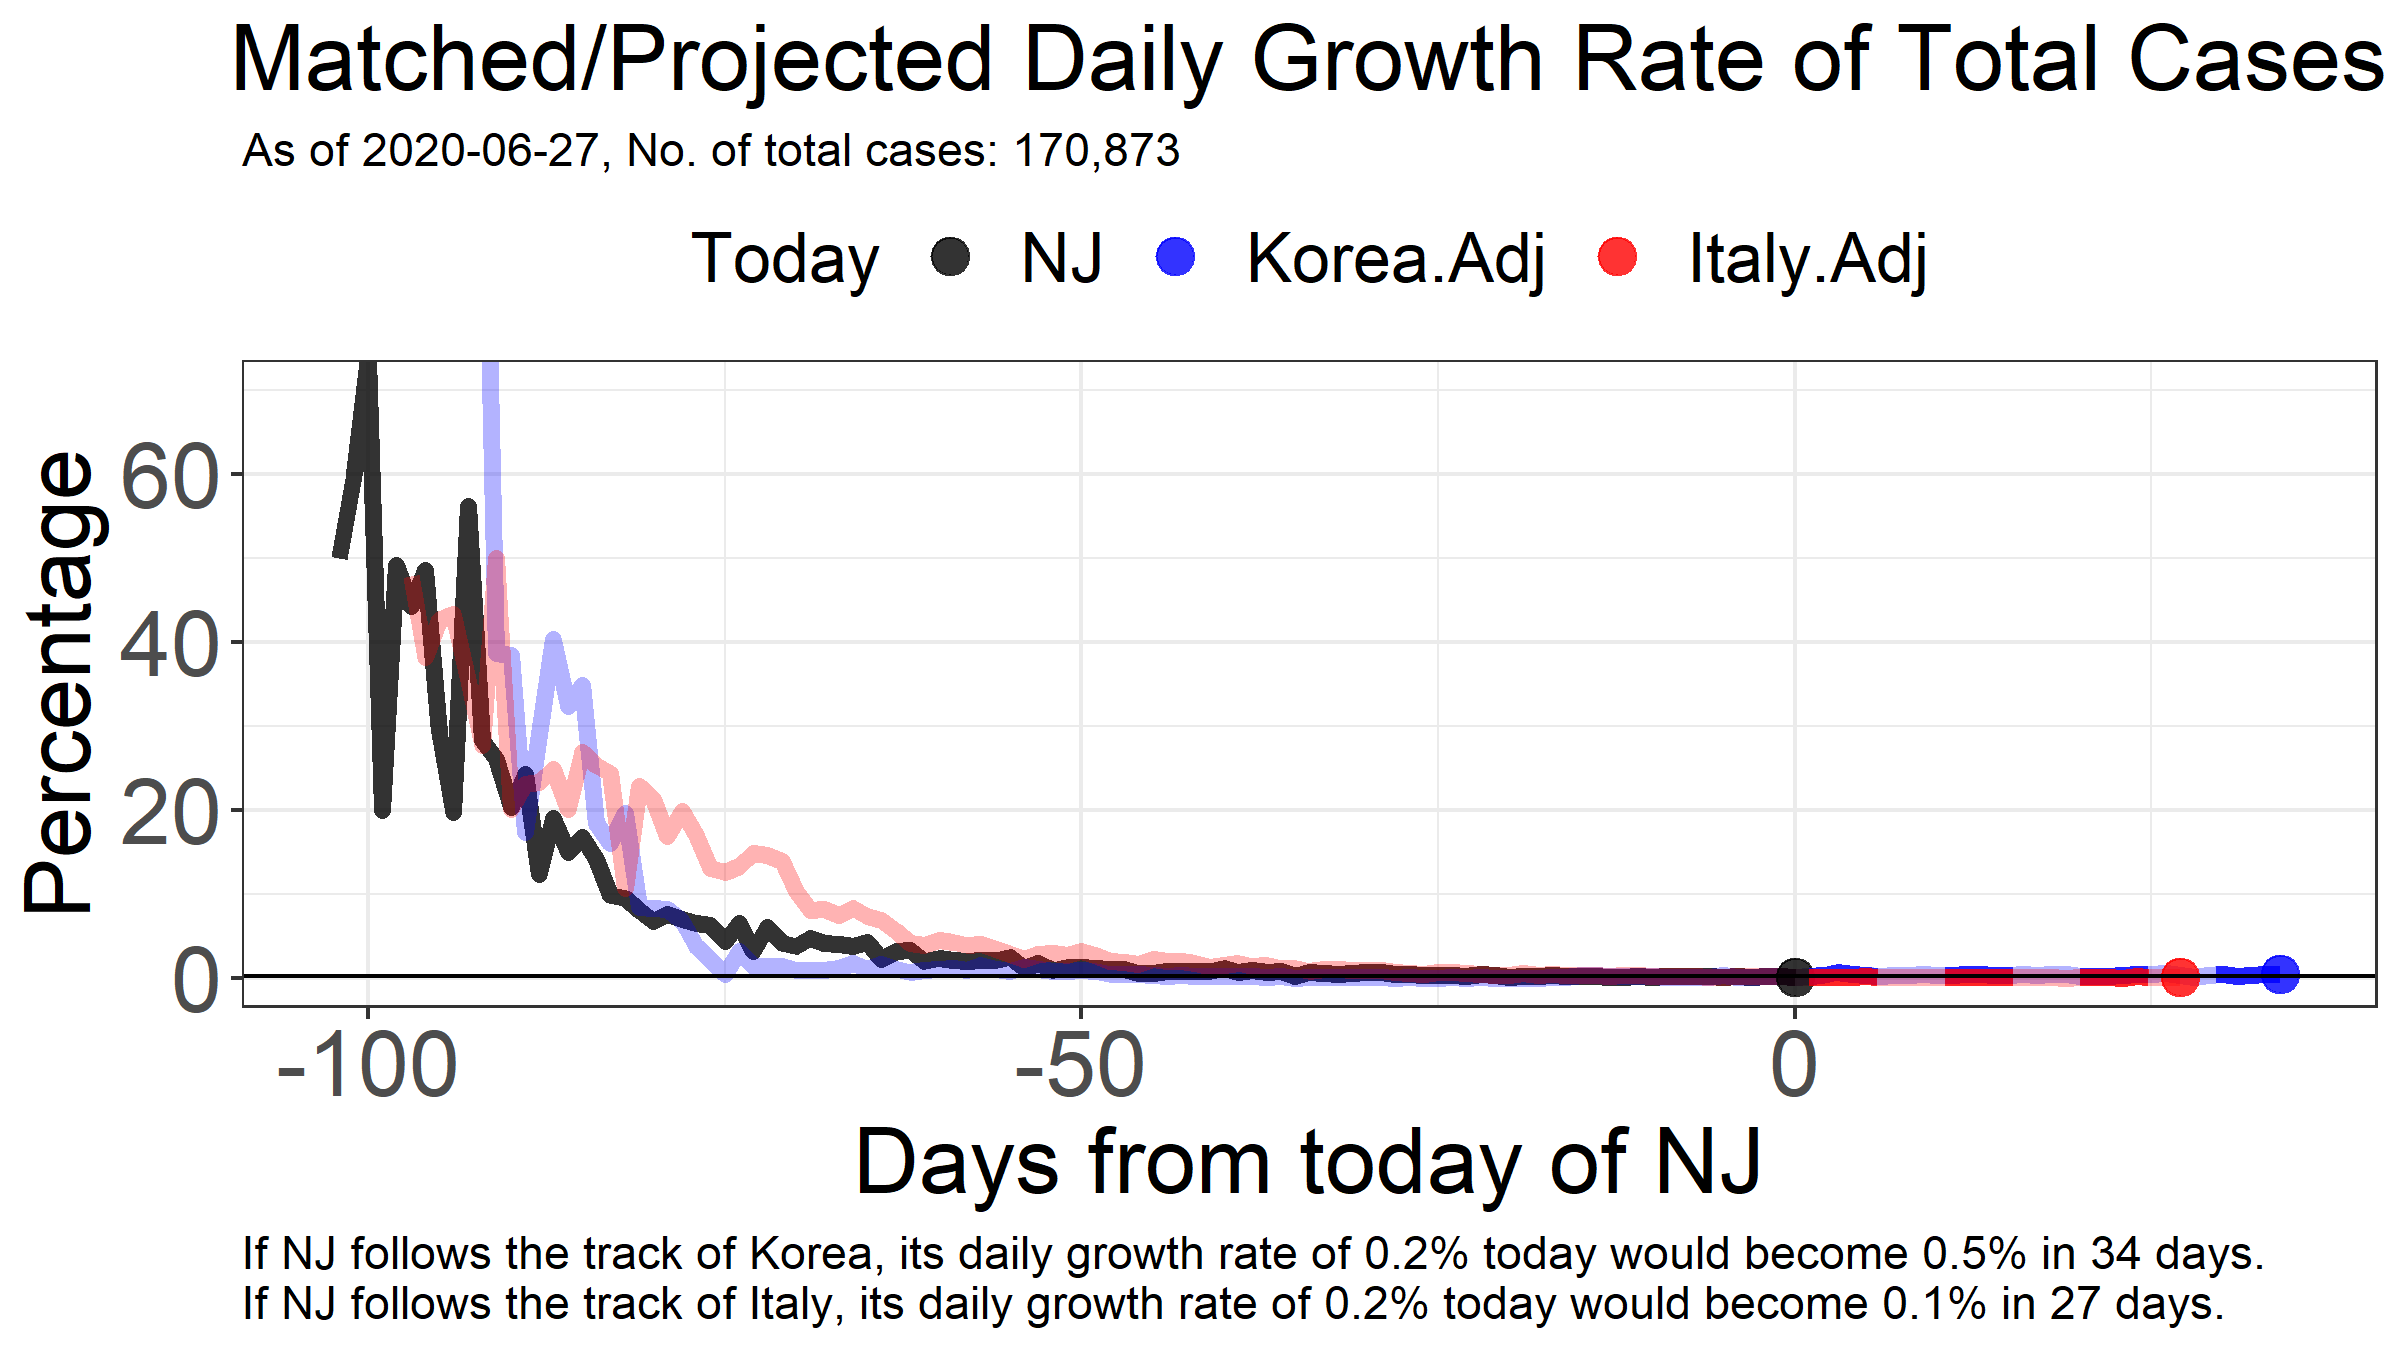 Matched/Projected Daily Growth Rate of Total Cases
As of 2020-06-27, No. of total cases: 170,873
Today NJ Korea.Adj Italy.Adj
Percentage
60
40
20
0
-100 -50 0
Days from today of NJ
If NJ follows the track of Korea, its daily growth rate of 0.2% today would become 0.5% in 34 days.
If NJ follows the track of Italy, its daily growth rate of 0.2% today would become 0.1% in 27 days.